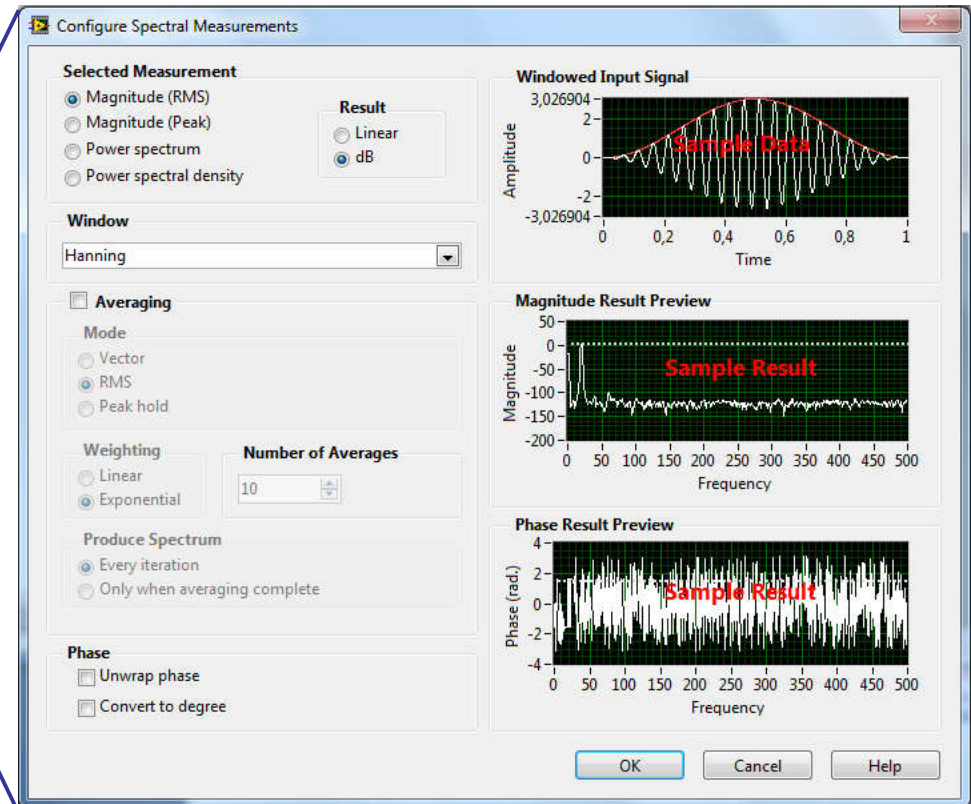 Configure Spectral Measurements
Selected Measurement
Magnitude (RMS)
Magnitude (Peak)
Power spectrum
Power spectral density
Result
Linear
dB
Window
Hanning
Averaging
Mode
Vector
RMS
Peak hold
Weighting
Linear
Exponential
Number of Averages
10
Produce Spectrum
Every iteration
Only when averaging complete
Phase
Unwrap phase
Convert to degree
Windowed Input Signal
Amplitude
3,026904
2
0
-2
-3,026904
Sample Data
0 0,2 0,4 0,6 0,8 1
Time
Magnitude Result Preview
Magnitude
50
0
-50
-100
-150
-200
Sample Result
0 50 100 150 200 250 300 350 400 450 500
Frequency
Phase Result Preview
Phase (rad.)
4
2
0
-2
-4
Sample Result
0 50 100 150 200 250 300 350 400 450 500
Frequency
OK Cancel Help